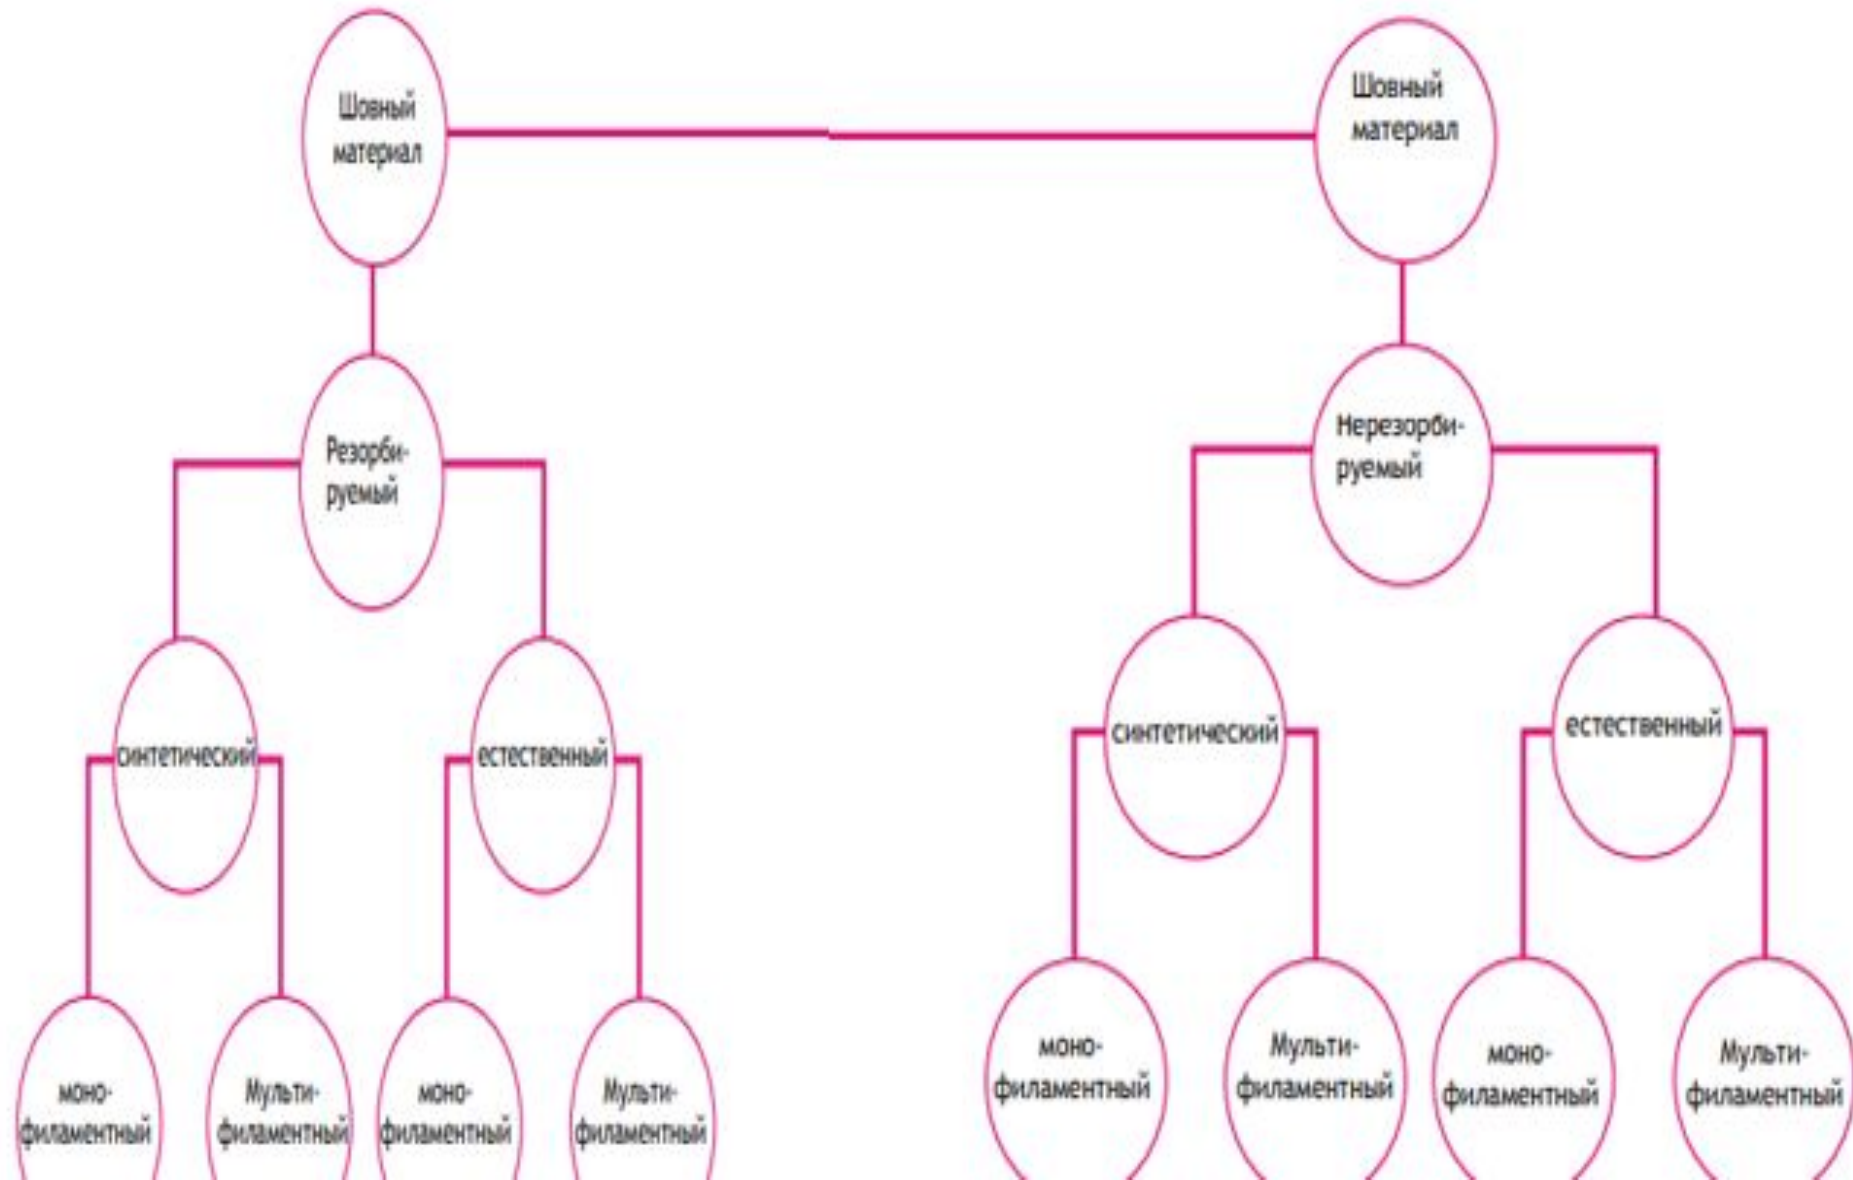 Шовный
материал
Шовный
материал
Резорби-
руемый
Нерезорби-
руемый
синтетический
естественный
синтетический
естественный
моно-
филаментный
Мульти-
филаментный
моно-
филаментный
Мульти-
филаментный
моно-
филаментный
Мульти-
филаментный
моно-
филаментный
Мульти-
филаментный